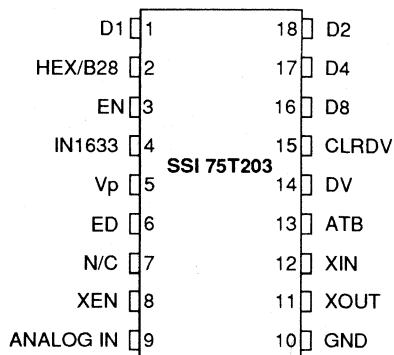 D1 1 18 D2
HEX/B28 2 17 D4
EN 3 16 D8
IN1633 4 15 CLRDV
SSI 75T203
Vp 5 14 DV
ED 6 13 ATB
N/C 7 12 XIN
XEN 8 11 XOUT
ANALOG IN 9 10 GND